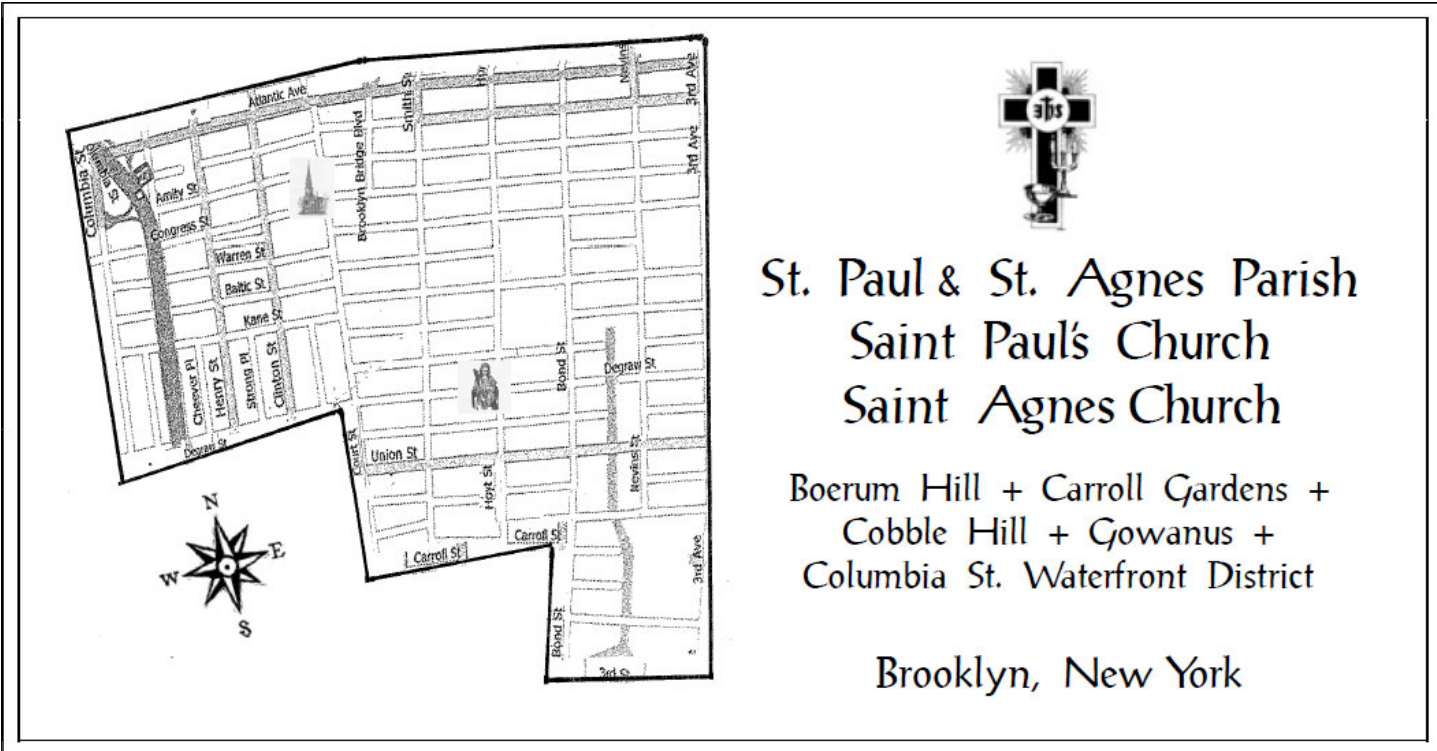 Atlantic Ave
Smith St
Nevins
3rd Ave
3rd Ave
Brooklyn Bridge Blvd
Columbia St
Columbia St
Amity St
Congress St
Warren St
Baltic St
Kane St
Cheever Pl
Henry St
Strong Pl
Clinton St
Degraw St
Bond St
Degraw St
Court St
Union St
Hoyt St
Nevins St
Carroll St
Carroll St
3rd Ave
Bond St
3rd St
N
E
W
S
IHS
St. Paul & St. Agnes Parish
Saint Paul's Church
Saint Agnes Church
Boerum Hill + Carroll Gardens +
Cobble Hill + Gowanus +
Columbia St. Waterfront District
Brooklyn, New York